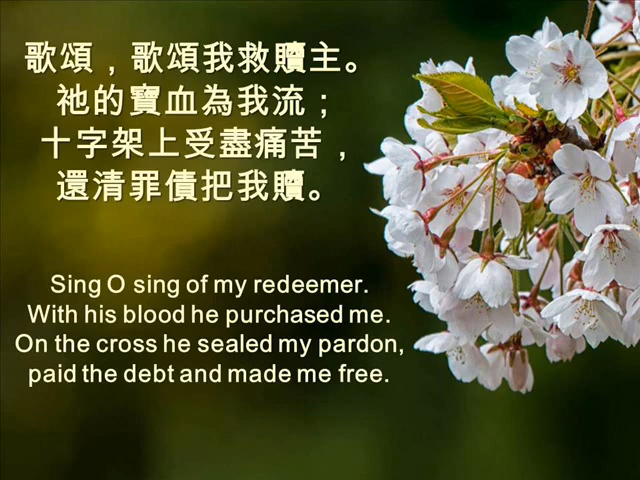 歌頌，歌頌我救贖主。
祂的寶血為我流；
十字架上受盡痛苦，
還清罪債把我贖。
Sing O sing of my redeemer.
With his blood he purchased me.
On the cross he sealed my pardon,
paid the debt and made me free.